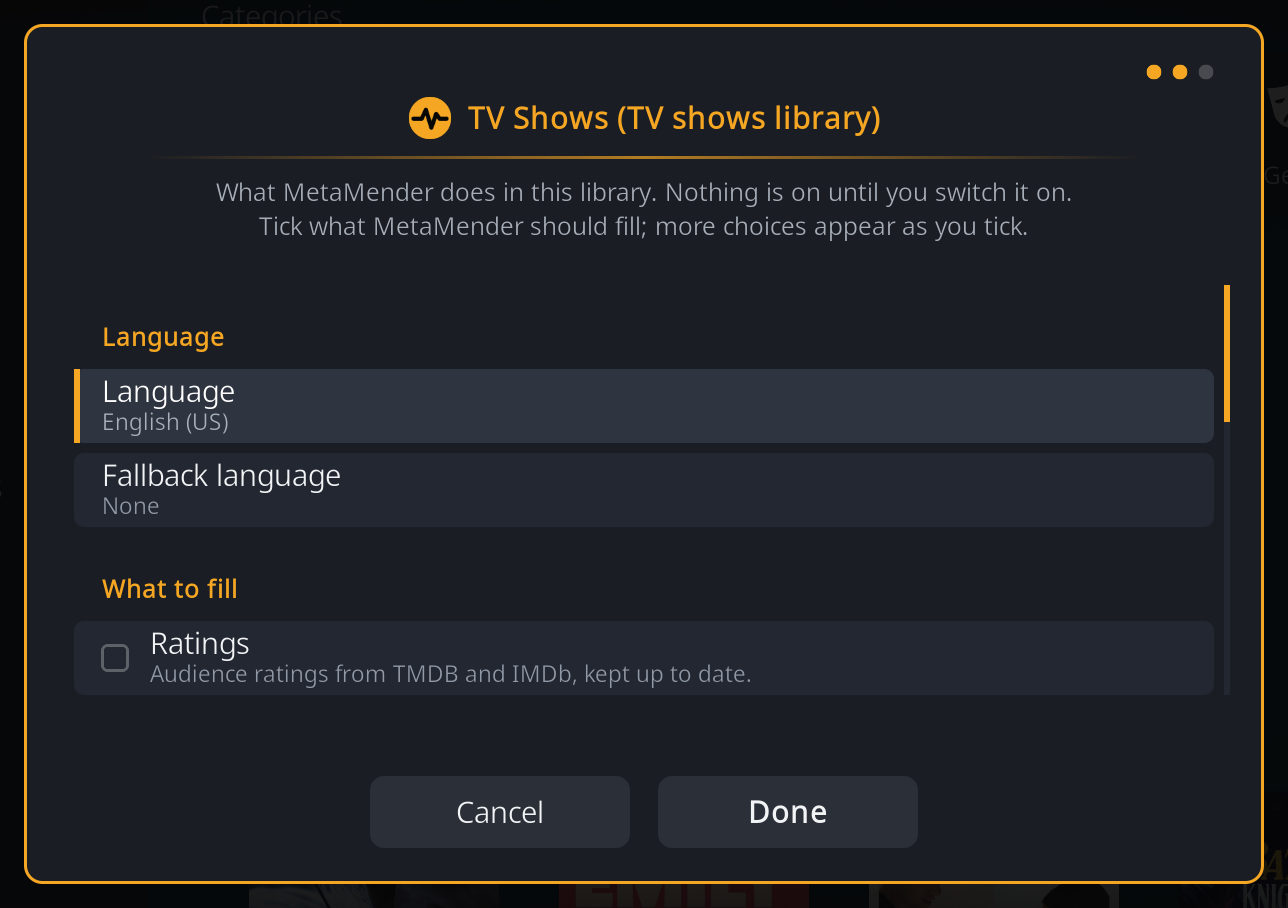 Categories
TV Shows (TV shows library)
What MetaMender does in this library. Nothing is on until you switch it on.
Tick what MetaMender should fill; more choices appear as you tick.
Language
Language
English (US)
Fallback language
None
What to fill
Ratings
Audience ratings from TMDB and IMDb, kept up to date.
Cancel
Done